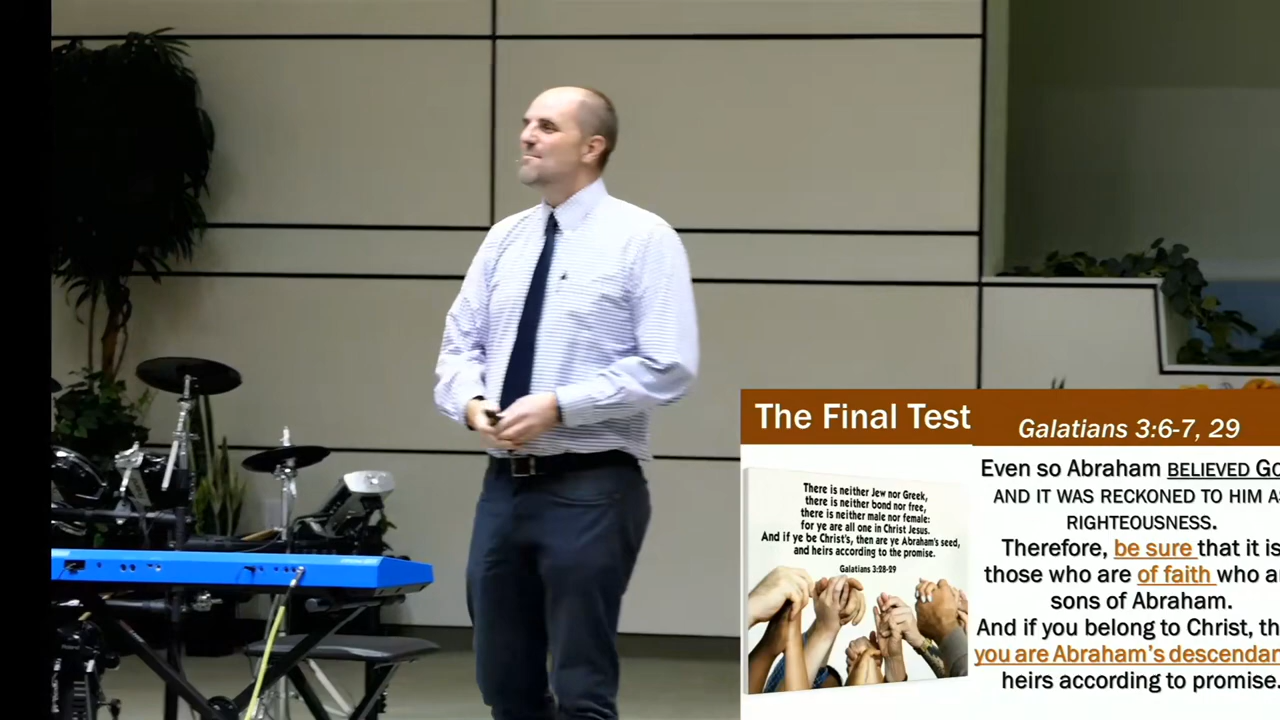 The Final Test
Galatians 3:6-7, 29
There is neither Jew nor Greek,
there is neither bond nor free,
there is neither male nor female:
for ye are all one in Christ Jesus.
And if ye be Christ's, then are ye Abraham's seed,
and heirs according to the promise.
Galatians 3:28-29
Even so Abraham BELIEVED GO
AND IT WAS RECKONED TO HIM A
RIGHTEOUSNESS.
Therefore, be sure that it is
those who are of faith who a
sons of Abraham.
And if you belong to Christ, th
you are Abraham's descendan
heirs according to promise.
Roland